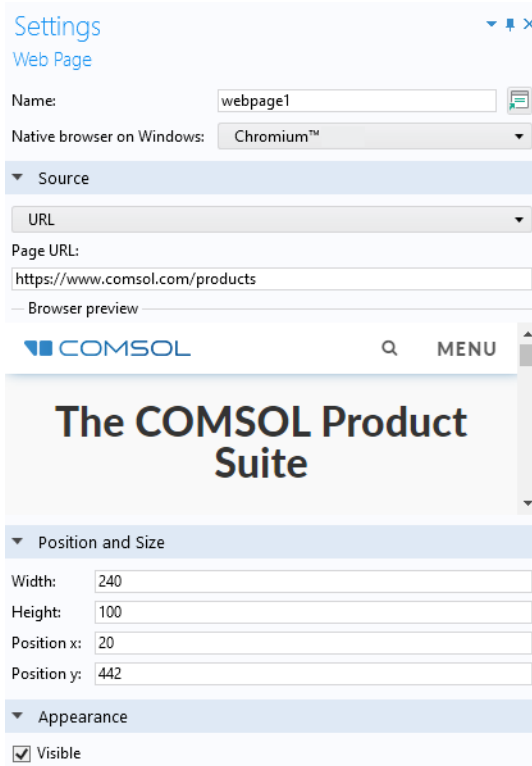 Settings
Web Page
Name: webpage1
Native browser on Windows: Chromium™
Source
URL
Page URL:
https://www.comsol.com/products
Browser preview
COMSOL MENU
The COMSOL Product
Suite
Position and Size
Width: 240
Height: 100
Position x: 20
Position y: 442
Appearance
Visible